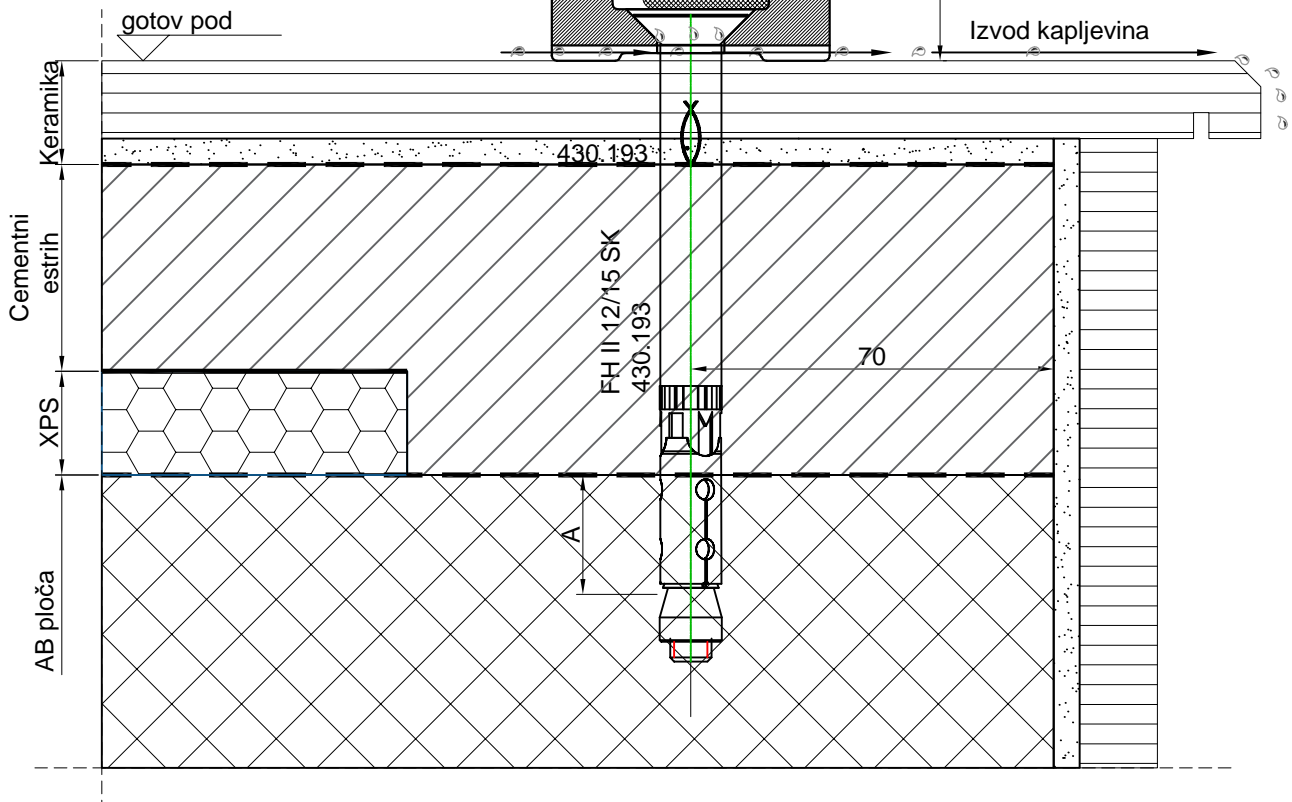 gotov pod
Izvod kapljevina
Keramika
430.193
Cementni
estrih
FH II 12/15 SK
430.193
70
XPS
A
AB ploča